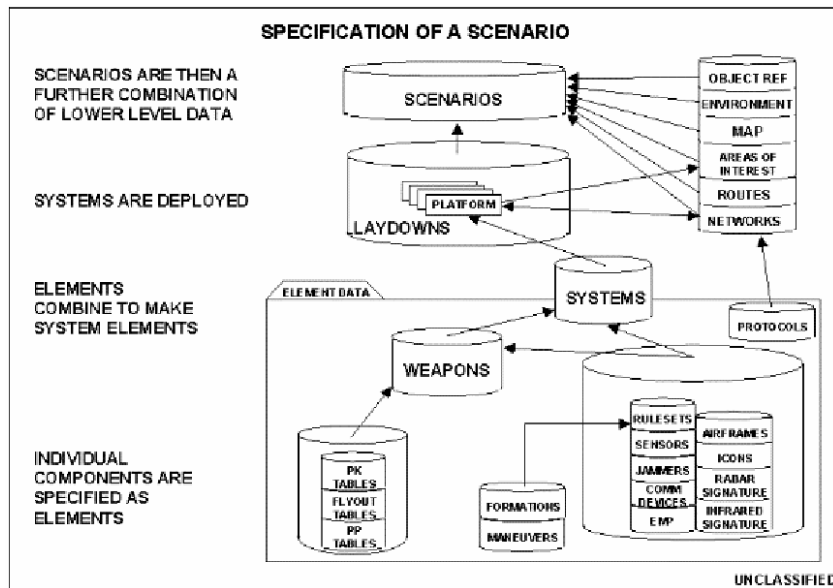 SPECIFICATION OF A SCENARIO
SCENARIOS ARE THEN A
FURTHER COMBINATION
OF LOWER LEVEL DATA
SCENARIOS
OBJECT REF
ENVIRONMENT
MAP
AREAS OF
INTEREST
ROUTES
NETWORKS
SYSTEMS ARE DEPLOYED
PLATFORM
LAYDOWNS
ELEMENTS
COMBINE TO MAKE
SYSTEM ELEMENTS
ELEMENT DATA
SYSTEMS
PROTOCOLS
WEAPONS
INDIVIDUAL
COMPONENTS ARE
SPECIFIED AS
ELEMENTS
PK
TABLES
FLYOUT
TABLES
PP
TABLES
FORMATIONS
MANEUVERS
RULESETS
SENSORS
JAMMERS
COMM
DEVICES
EMP
AIRFRAMES
ICONS
RADAR
SIGNATURE
INFRARED
SIGNATURE
UNCLASSIFIED